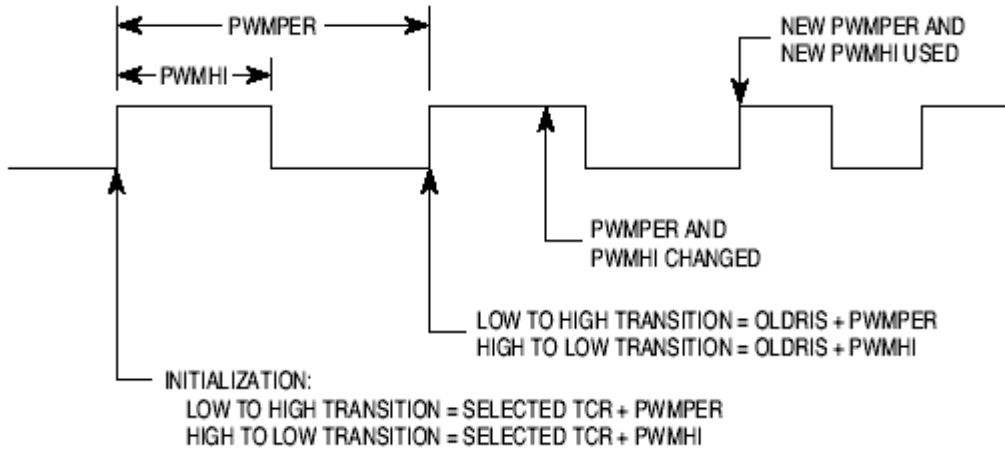 PWMPER
PWMHI
NEW PWMPER AND
NEW PWMHI USED
PWMPER AND
PWMHI CHANGED
LOW TO HIGH TRANSITION = OLDRIS + PWMPER
HIGH TO LOW TRANSITION = OLDRIS + PWMHI
INITIALIZATION:
LOW TO HIGH TRANSITION = SELECTED TCR + PWMPER
HIGH TO LOW TRANSITION = SELECTED TCR + PWMHI